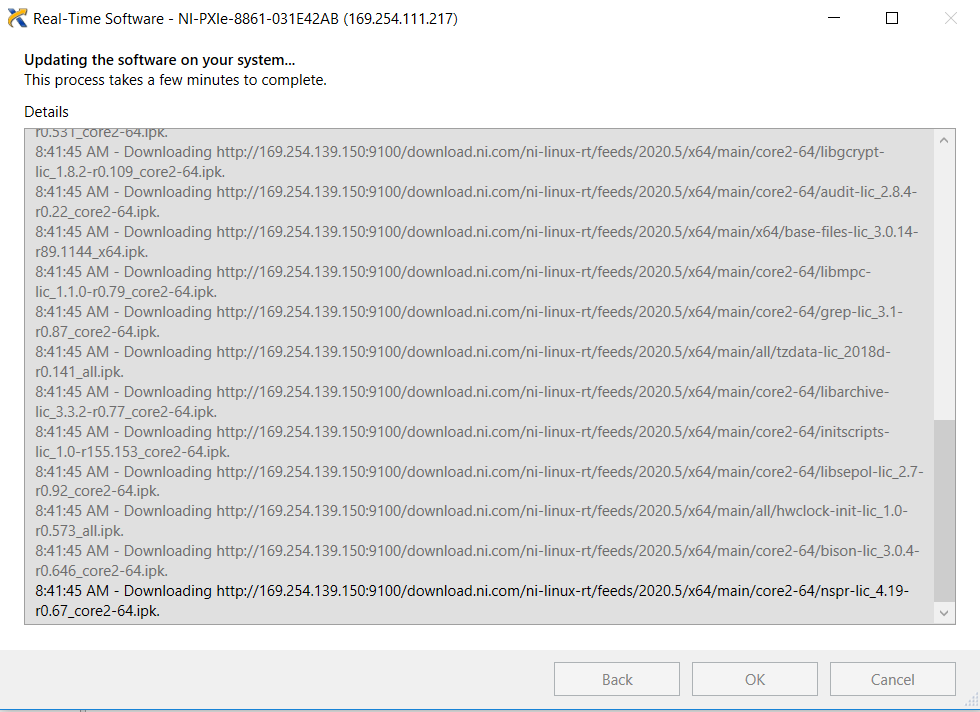 Real-Time Software - NI-PXIe-8861-031E42AB (169.254.111.217)
Updating the software on your system...
This process takes a few minutes to complete.
Details
r0.531_core2-64.ipk.
8:41:45 AM - Downloading http://169.254.139.150:9100/download.ni.com/ni-linux-rt/feeds/2020.5/x64/main/core2-64/libgcrypt-
lic_1.8.2-r0.109_core2-64.ipk.
8:41:45 AM - Downloading http://169.254.139.150:9100/download.ni.com/ni-linux-rt/feeds/2020.5/x64/main/core2-64/audit-lic_2.8.4-
r0.22_core2-64.ipk.
8:41:45 AM - Downloading http://169.254.139.150:9100/download.ni.com/ni-linux-rt/feeds/2020.5/x64/main/x64/base-files-lic_3.0.14-
r89.1144_x64.ipk.
8:41:45 AM - Downloading http://169.254.139.150:9100/download.ni.com/ni-linux-rt/feeds/2020.5/x64/main/core2-64/libmpc-
lic_1.1.0-r0.79_core2-64.ipk.
8:41:45 AM - Downloading http://169.254.139.150:9100/download.ni.com/ni-linux-rt/feeds/2020.5/x64/main/core2-64/grep-lic_3.1-
r0.87_core2-64.ipk.
8:41:45 AM - Downloading http://169.254.139.150:9100/download.ni.com/ni-linux-rt/feeds/2020.5/x64/main/all/tzdata-lic_2018d-
r0.141_all.ipk.
8:41:45 AM - Downloading http://169.254.139.150:9100/download.ni.com/ni-linux-rt/feeds/2020.5/x64/main/core2-64/libarchive-
lic_3.3.2-r0.77_core2-64.ipk.
8:41:45 AM - Downloading http://169.254.139.150:9100/download.ni.com/ni-linux-rt/feeds/2020.5/x64/main/core2-64/initscripts-
lic_1.0-r155.153_core2-64.ipk.
8:41:45 AM - Downloading http://169.254.139.150:9100/download.ni.com/ni-linux-rt/feeds/2020.5/x64/main/core2-64/libsepol-lic_2.7-
r0.92_core2-64.ipk.
8:41:45 AM - Downloading http://169.254.139.150:9100/download.ni.com/ni-linux-rt/feeds/2020.5/x64/main/all/hwclock-init-lic_1.0-
r0.573_all.ipk.
8:41:45 AM - Downloading http://169.254.139.150:9100/download.ni.com/ni-linux-rt/feeds/2020.5/x64/main/core2-64/bison-lic_3.0.4-
r0.646_core2-64.ipk.
8:41:45 AM - Downloading http://169.254.139.150:9100/download.ni.com/ni-linux-rt/feeds/2020.5/x64/main/core2-64/nspr-lic_4.19-
r0.67_core2-64.ipk.
Back OK Cancel